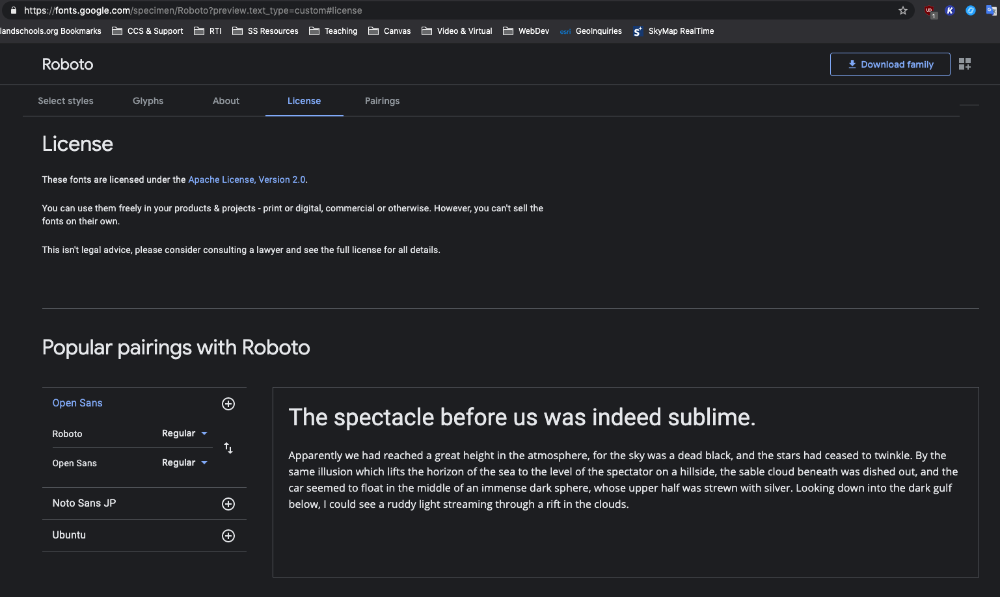 https://fonts.google.com/specimen/Roboto?preview.text_type=custom#license
1
landschools.org Bookmarks CCS & Support RTI SS Resources Teaching Canvas Video & Virtual WebDev esri GeoInquiries SkyMap RealTime
Roboto
Download family
Select styles Glyphs About License Pairings
License
These fonts are licensed under the Apache License, Version 2.0.
You can use them freely in your products & projects - print or digital, commercial or otherwise. However, you can't sell the
fonts on their own.
This isn't legal advice, please consider consulting a lawyer and see the full license for all details.
Popular pairings with Roboto
Open Sans
Roboto Regular
Open Sans Regular
Noto Sans JP
Ubuntu
The spectacle before us was indeed sublime.
Apparently we had reached a great height in the atmosphere, for the sky was a dead black, and the stars had ceased to twinkle. By the
same illusion which lifts the horizon of the sea to the level of the spectator on a hillside, the sable cloud beneath was dished out, and the
car seemed to float in the middle of an immense dark sphere, whose upper half was strewn with silver. Looking down into the dark gulf
below, I could see a ruddy light streaming through a rift in the clouds.